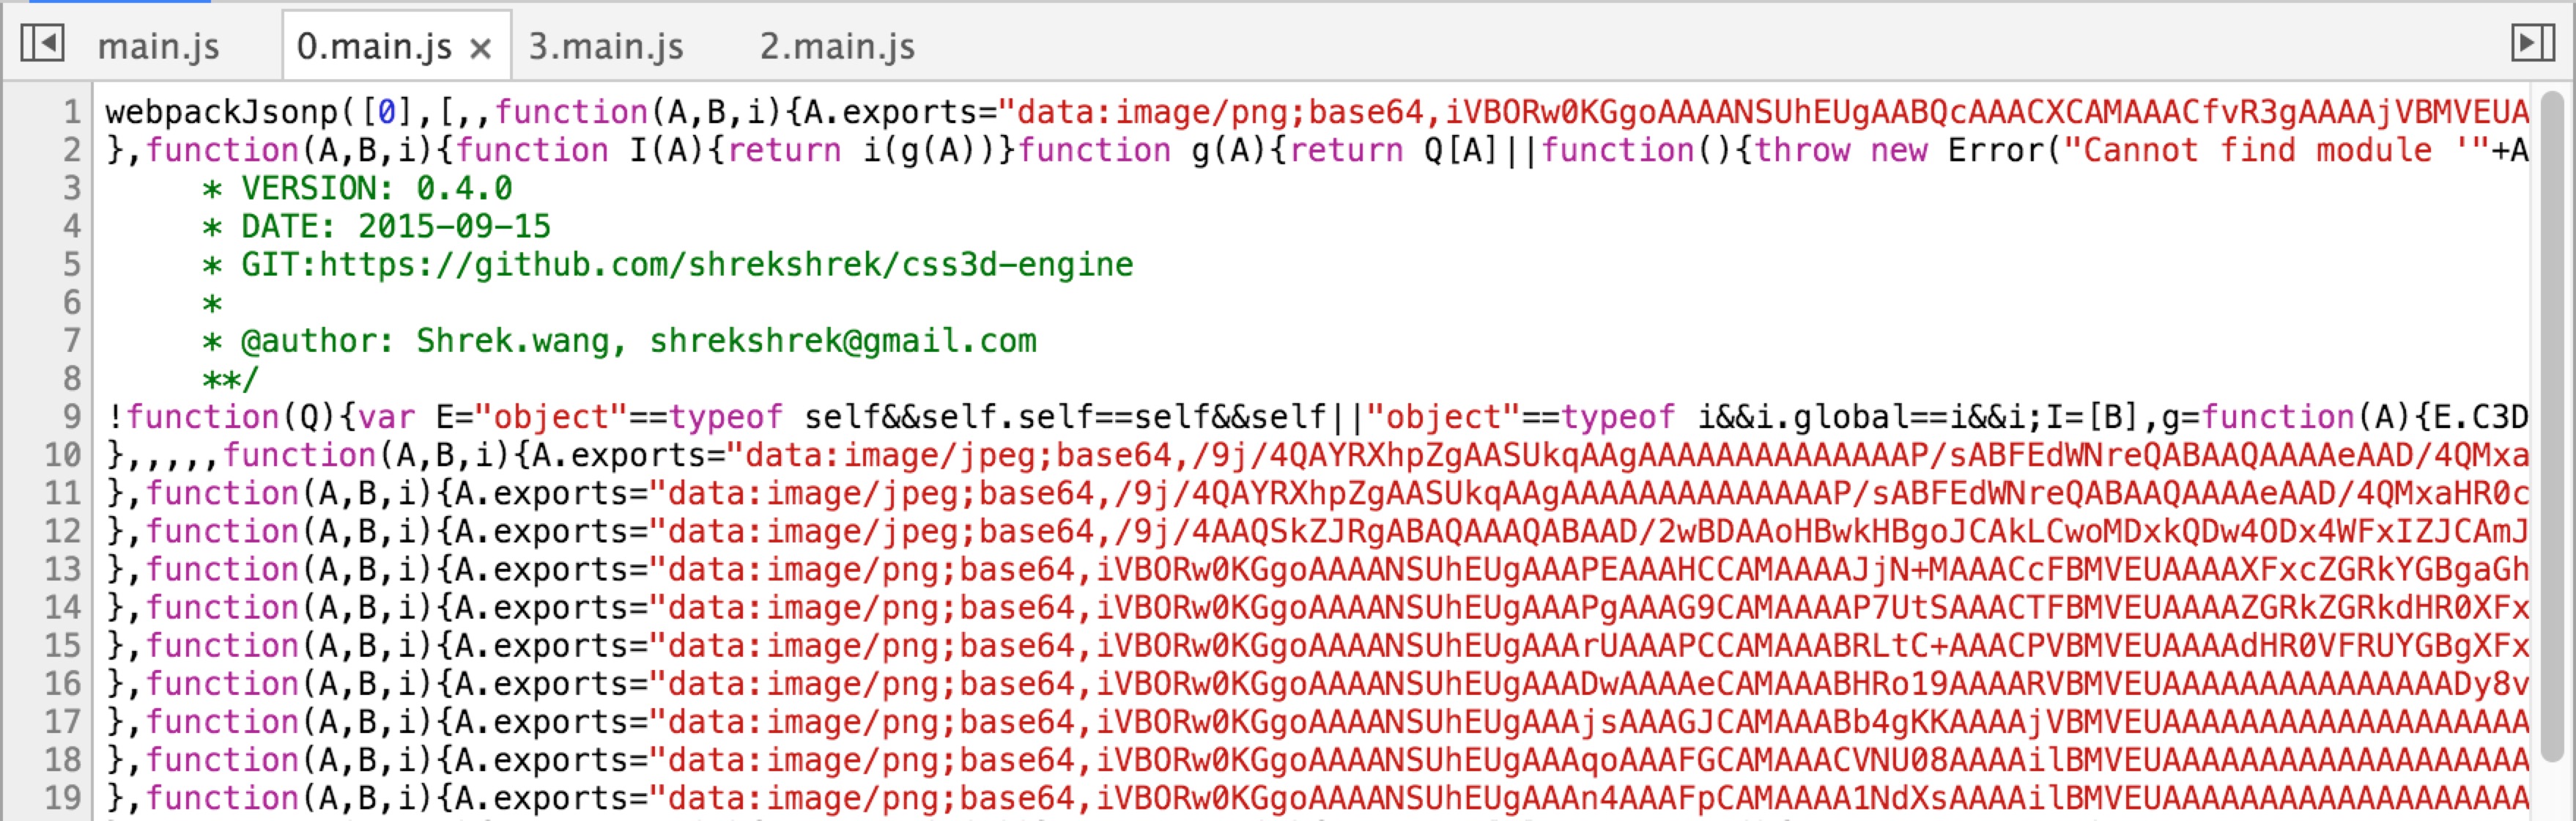 main.js 0.main.js × 3.main.js 2.main.js
1 webpackJsonp([0],[,,function(A,B,i){A.exports="data:image/png;base64,iVBORw0KGgoAAAANSUhEUgAABQcAAACXCAMAAACfvR3gAAAAjVBMVEUA
2 },function(A,B,i){function I(A){return i(g(A))}function g(A){return Q[A]||function(){throw new Error("Cannot find module '"+A
3 * VERSION: 0.4.0
4 * DATE: 2015-09-15
5 * GIT:https://github.com/shrekshrek/css3d-engine
6 *
7 * @author: Shrek.wang, shrekshrek@gmail.com
8 **/
9 !function(Q){var E="object"==typeof self&&self.self==self&&self||"object"==typeof i&&i.global==i&&i;I=[B],g=function(A){E.C3D
10 },,,,,function(A,B,i){A.exports="data:image/jpeg;base64,/9j/4QAYRXhpZgAASUkqAAgAAAAAAAAAAAAAAP/sABFEdWNreQABAAQAAAAeAAD/4QMxa
11 },function(A,B,i){A.exports="data:image/jpeg;base64,/9j/4QAYRXhpZgAASUkqAAgAAAAAAAAAAAAAAP/sABFEdWNreQABAAQAAAAeAAD/4QMxaHR0c
12 },function(A,B,i){A.exports="data:image/jpeg;base64,/9j/4AAQSkZJRgABAQAAAQABAAD/2wBDAAoHBwkHBgoJCAkLCwoMDxkQDw4ODx4WFxIZJCAmJ
13 },function(A,B,i){A.exports="data:image/png;base64,iVBORw0KGgoAAAANSUhEUgAAAPEAAAHCCAMAAAAJjN+MAAACcFBMVEUAAAAXFxcZGRkYGBgaGh
14 },function(A,B,i){A.exports="data:image/png;base64,iVBORw0KGgoAAAANSUhEUgAAAPgAAAG9CAMAAAAP7UtSAAACTFBMVEUAAAAZGRkZGRkdHR0XFx
15 },function(A,B,i){A.exports="data:image/png;base64,iVBORw0KGgoAAAANSUhEUgAAArUAAAPCCAMAAABRLtC+AAACPVBMVEUAAAAdHR0VFRUYGBgXFx
16 },function(A,B,i){A.exports="data:image/png;base64,iVBORw0KGgoAAAANSUhEUgAAADwAAAAeCAMAAABHRo19AAAARVBMVEUAAAAAAAAAAAAAAADy8v
17 },function(A,B,i){A.exports="data:image/png;base64,iVBORw0KGgoAAAANSUhEUgAAAjsAAAGJCAMAAABb4gKKAAAAjVBMVEUAAAAAAAAAAAAAAAAAAA
18 },function(A,B,i){A.exports="data:image/png;base64,iVBORw0KGgoAAAANSUhEUgAAAqoAAAFGCAMAAACVNU08AAAAilBMVEUAAAAAAAAAAAAAAAAAAA
19 },function(A,B,i){A.exports="data:image/png;base64,iVBORw0KGgoAAAANSUhEUgAAAn4AAAFpCAMAAAA1NdXsAAAAilBMVEUAAAAAAAAAAAAAAAAAAA